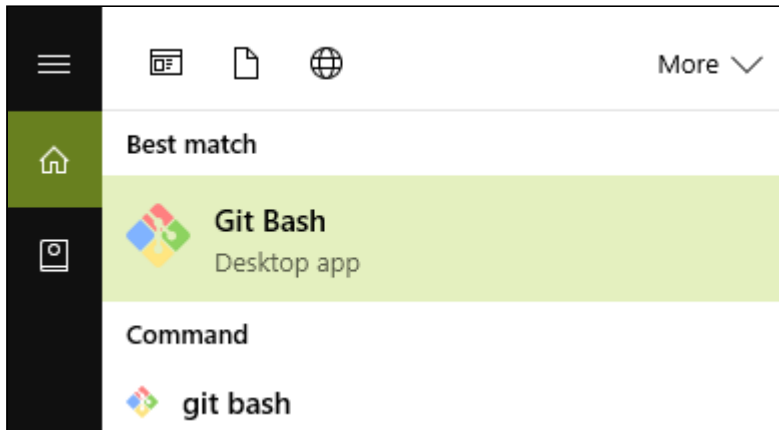 More
Best match
Git Bash
Desktop app
Command
git bash